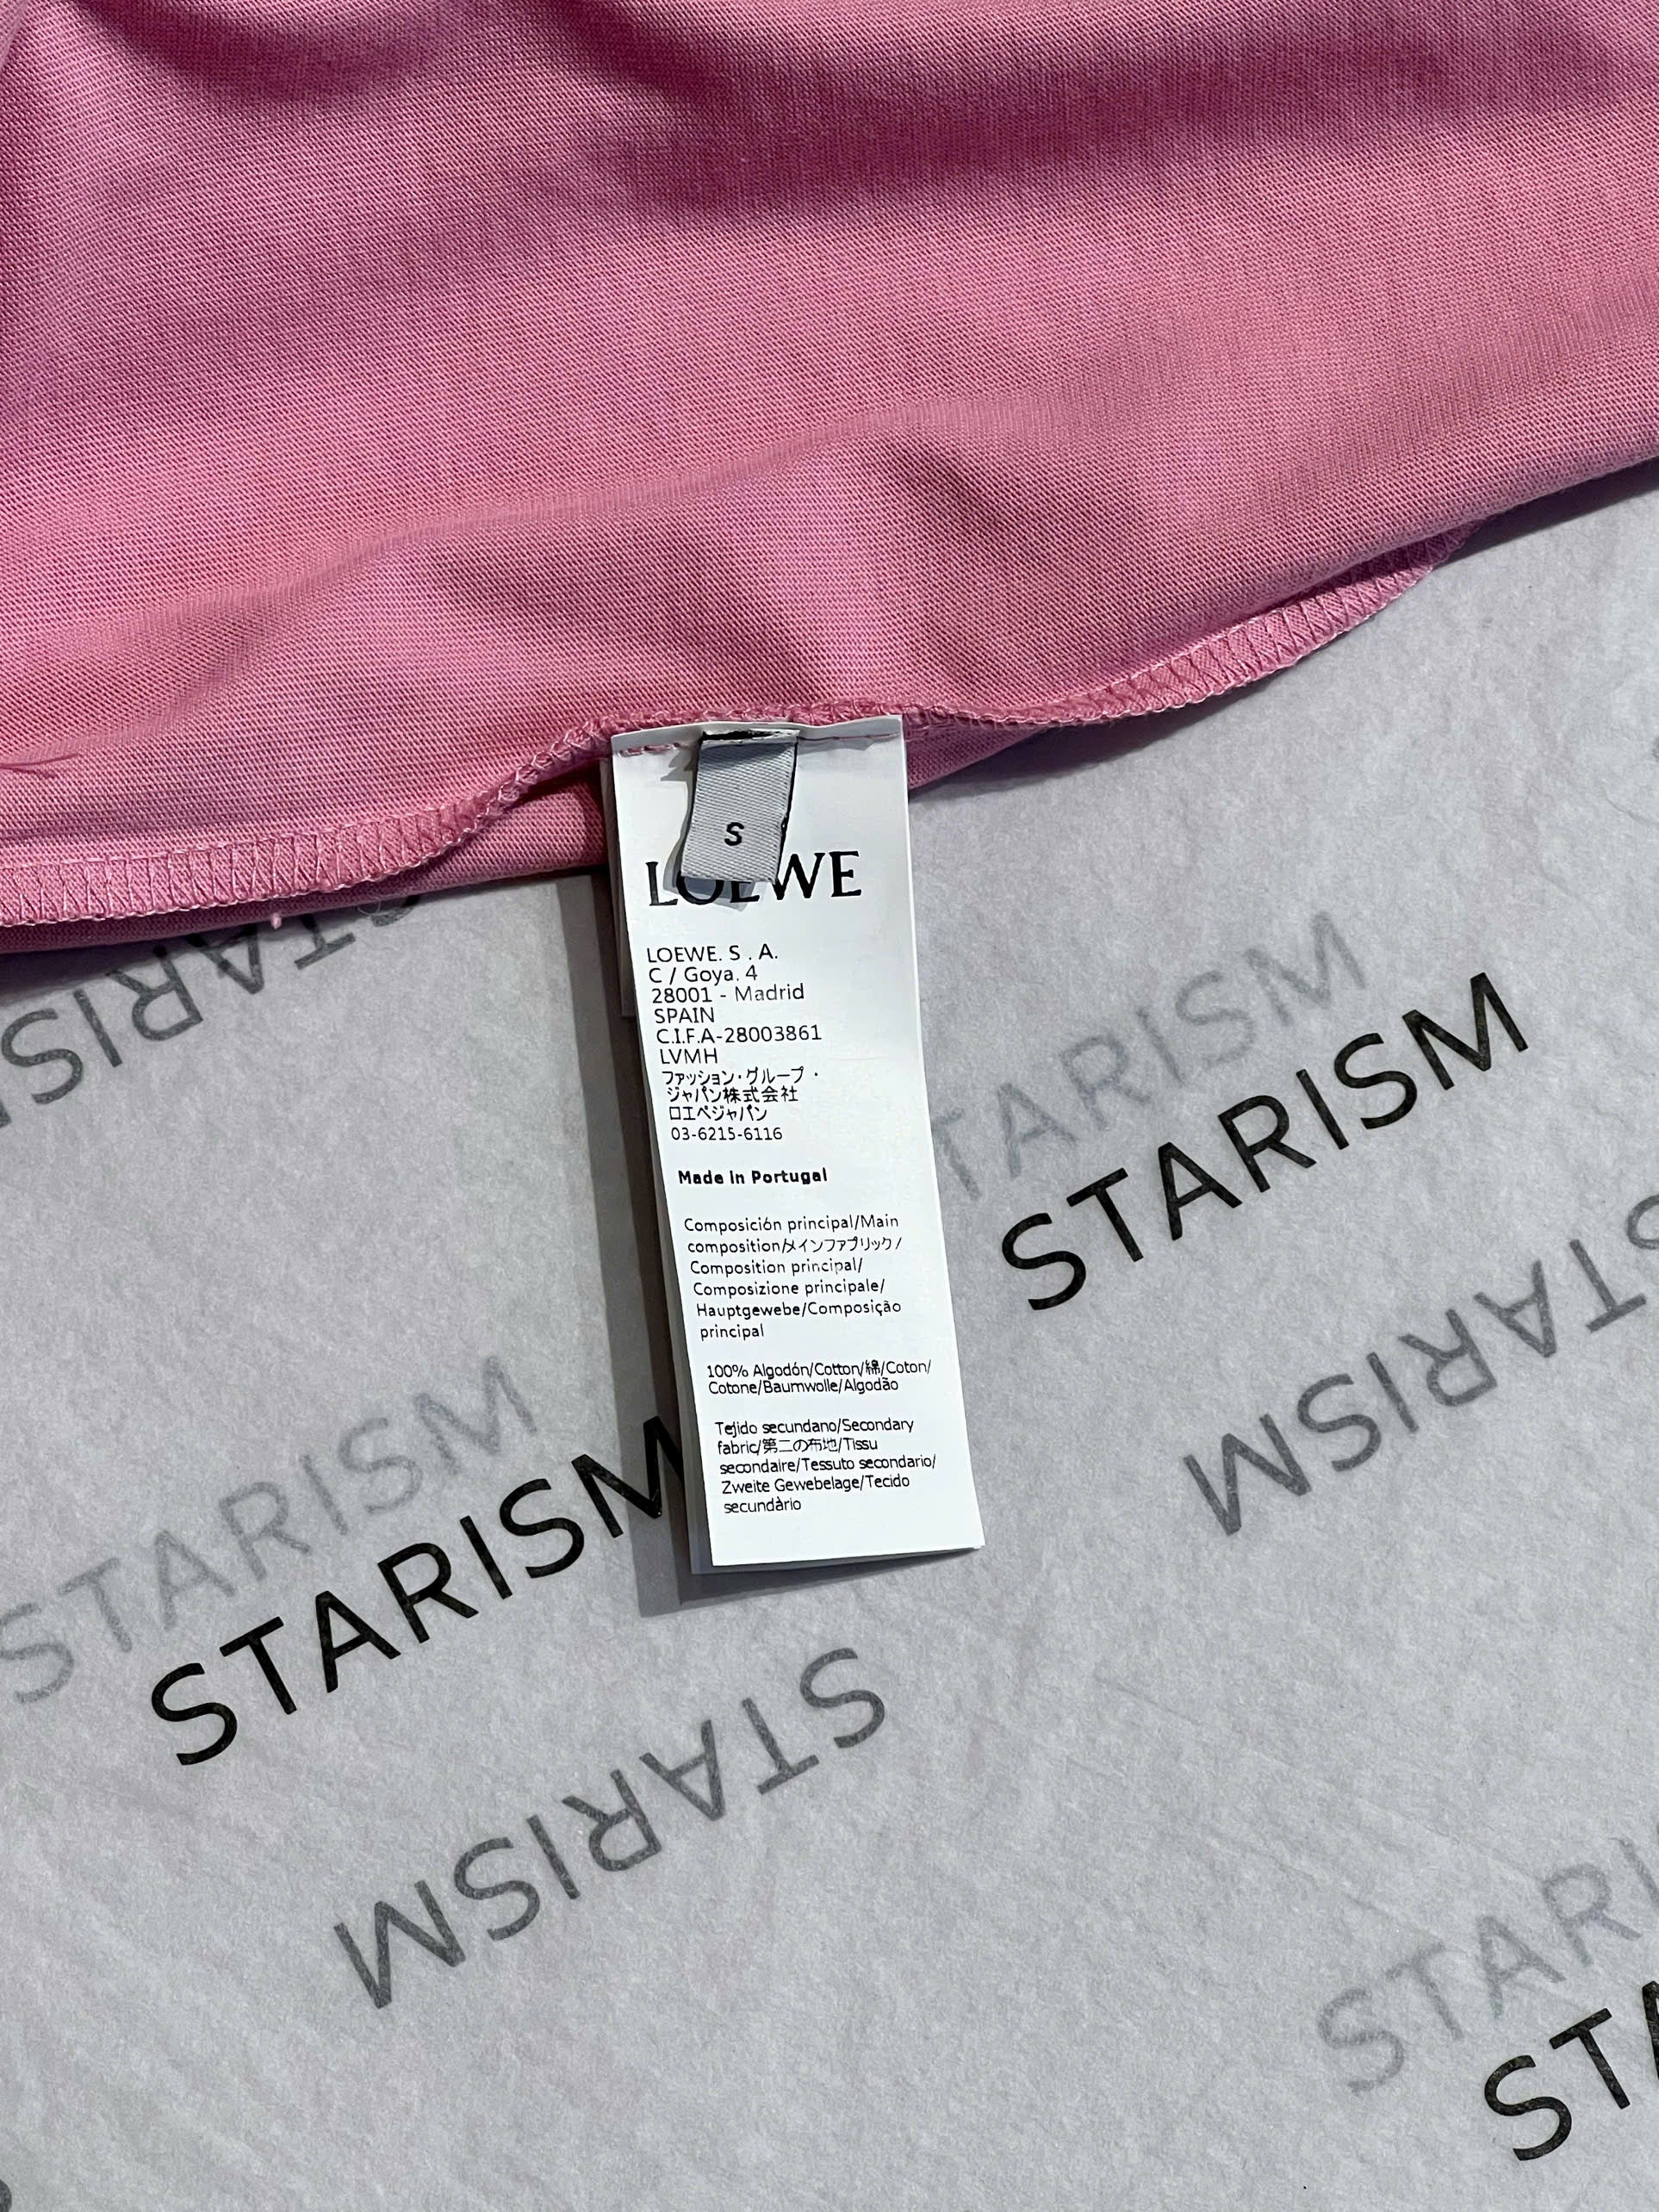 S
LOEWE
LOEWE. S . A.
C / Goya. 4
28001 - Madrid
SPAIN
C.I.F.A-28003861
LVMH
ファッション・グループ・
ジャパン株式会社
ロエベジャパン
03-6215-6116
Made in Portugal
Composición principal/Main
composition/メインファブリック/
Composition principal/
Composizione principale/
Hauptgewebe/Composição
principal
100% Algodón/Cotton/綿/Coton/
Cotone/Baumwolle/Algodão
Tejido secundano/Secondary
fabric/第二の布地/Tissu
secondaire/Tessuto secondario/
Zweite Gewebelage/Tecido
secundàrio
STARISM
STARISM
STARISM
STARISM
STARISM
STARISM
STARISM
STARISM
STAR
STA